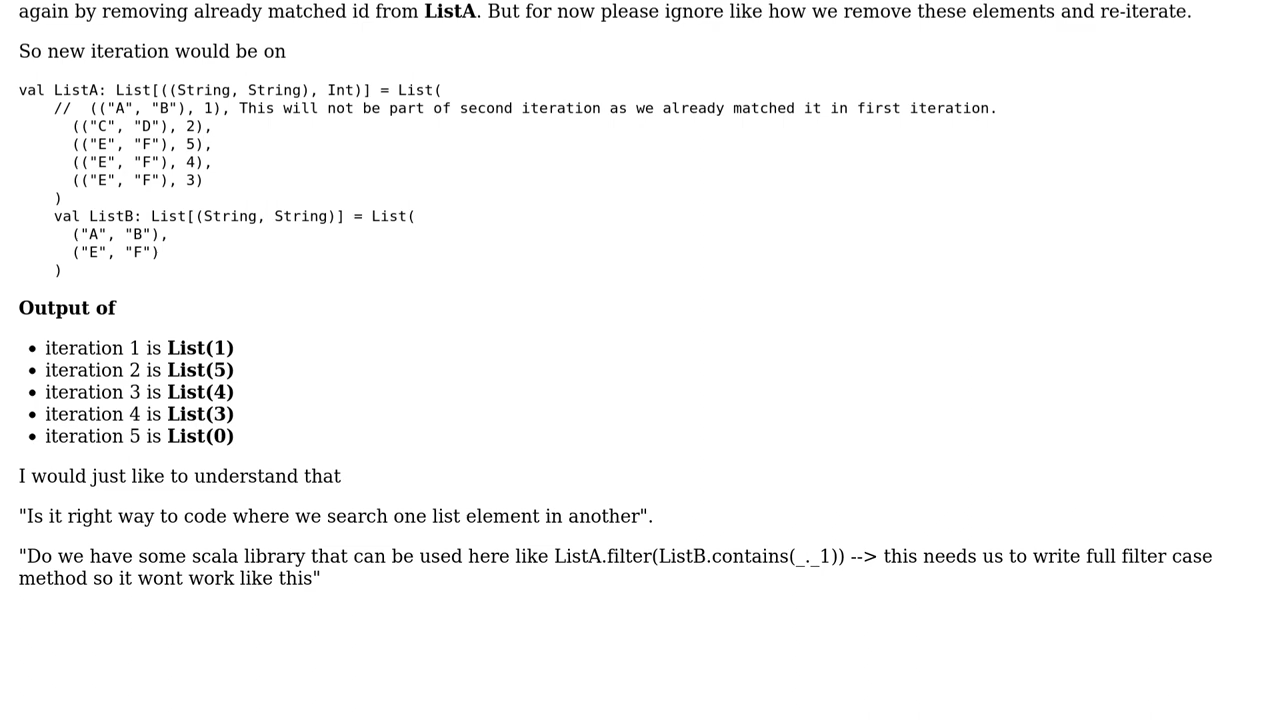 again by removing already matched id from ListA. But for now please ignore like how we remove these elements and re-iterate.
So new iteration would be on
val ListA: List[((String, String), Int)] = List(
    //  (("A", "B"), 1), This will not be part of second iteration as we already matched it in first iteration.
      (("C", "D"), 2),
      (("E", "F"), 5),
      (("E", "F"), 4),
      (("E", "F"), 3)
    )
    val ListB: List[(String, String)] = List(
      ("A", "B"),
      ("E", "F")
    )
Output of
• iteration 1 is List(1)
• iteration 2 is List(5)
• iteration 3 is List(4)
• iteration 4 is List(3)
• iteration 5 is List(0)
I would just like to understand that
"Is it right way to code where we search one list element in another".
"Do we have some scala library that can be used here like ListA.filter(ListB.contains(_._1)) --> this needs us to write full filter case
method so it wont work like this"